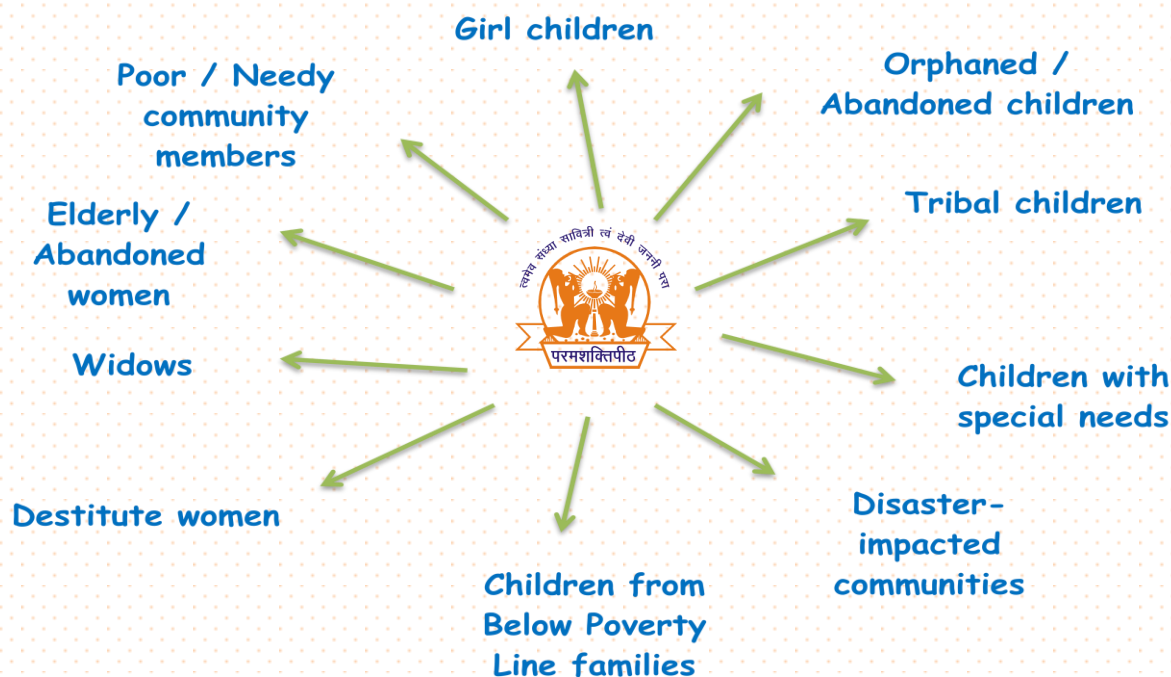 Girl children
Orphaned /
Abandoned children
Tribal children
Children with
special needs
Disaster-
impacted
communities
Children from
Below Poverty
Line families
Destitute women
Widows
Elderly /
Abandoned
women
Poor / Needy
community
members
त्वमेव संध्या सावित्री त्वं देवी जननी परा
परमशक्तिपीठ